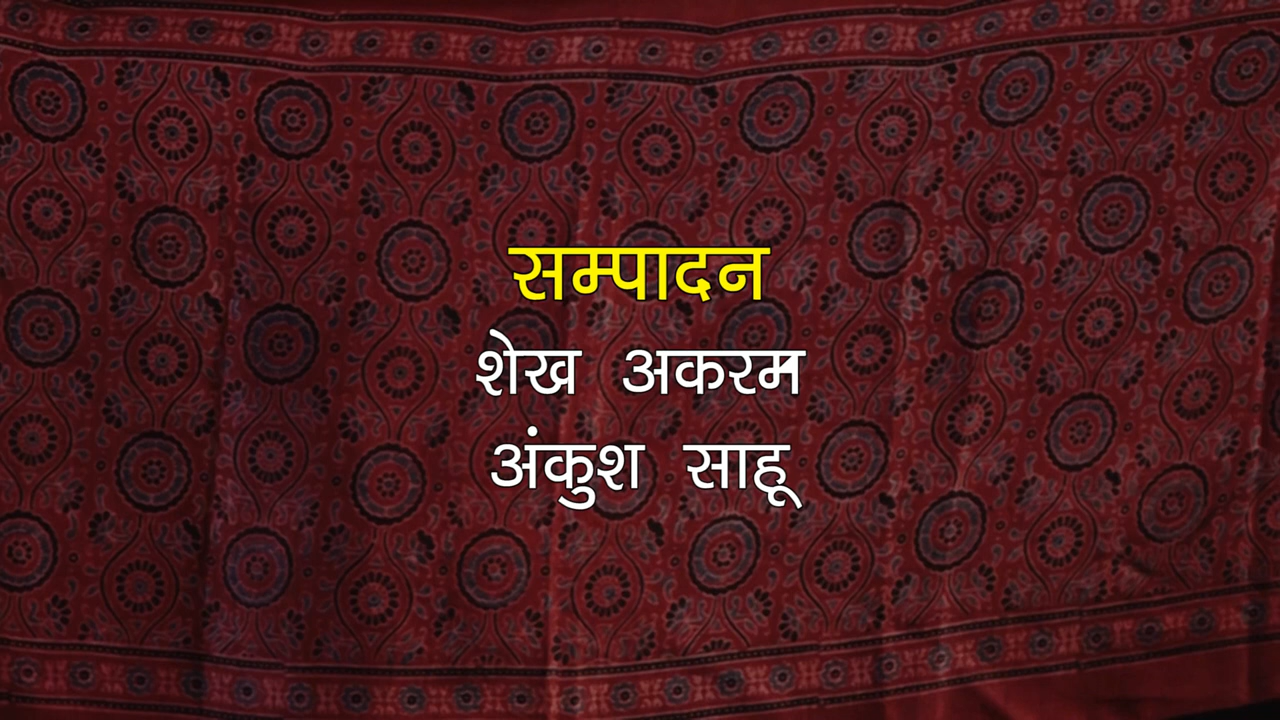 सम्पादन
शेख अकरम
अंकुश साहू